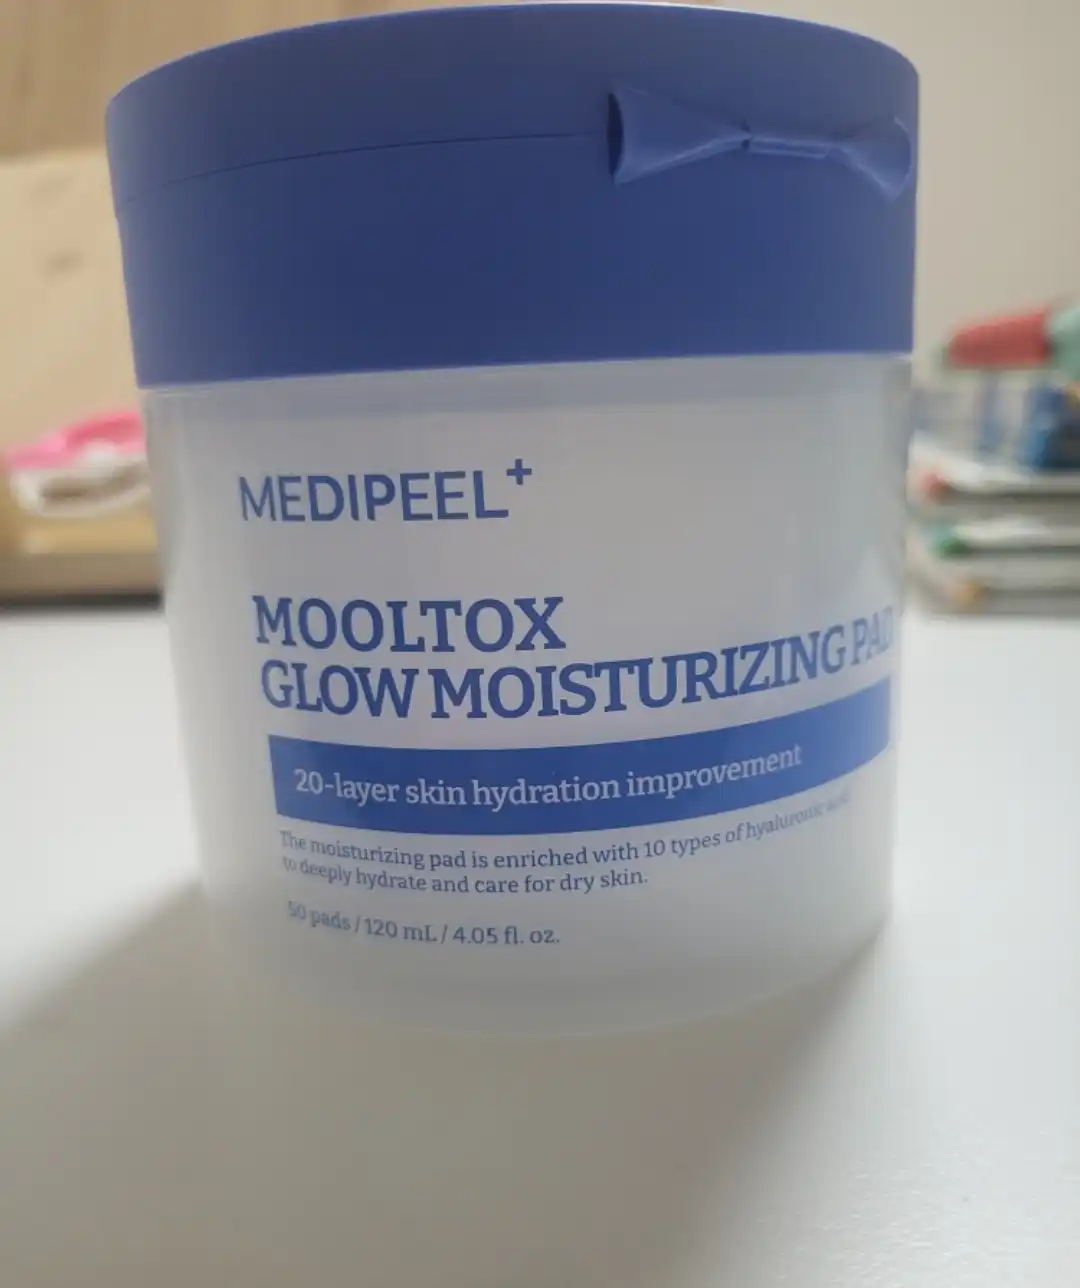 MEDIPEEL+
MOOLTOX
GLOW MOISTURIZING PAD
20-layer skin hydration improvement
The moisturizing pad is enriched with 10 types of hyaluronic acid
to deeply hydrate and care for dry skin.
50 pads / 120 mL / 4.05 fl. oz.